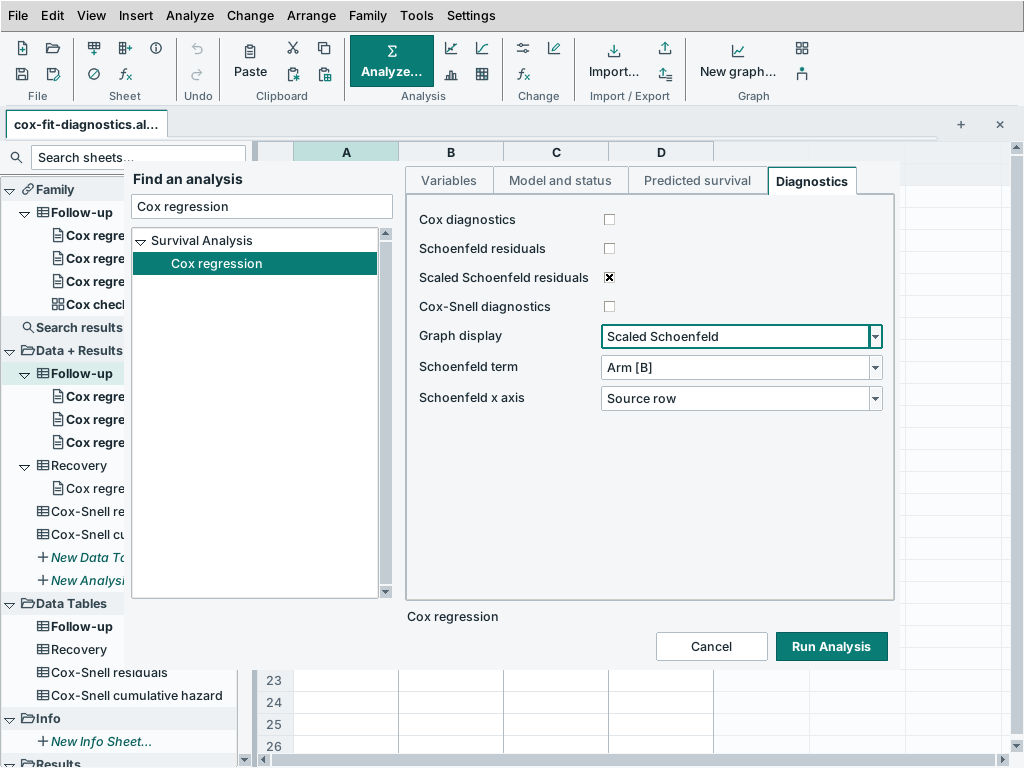 File Edit View Insert Analyze Change Arrange Family Tools Settings
Paste Analyze... Import... New graph...
File Sheet Undo Clipboard Analysis Change Import / Export Graph
cox-fit-diagnostics.al...
Search sheets...
A B C D
Family
Follow-up
Cox regre
Cox regre
Cox regre
Cox chec
Search results
Data + Results
Follow-up
Cox regre
Cox regre
Cox regre
Recovery
Cox regre
Cox-Snell re
Cox-Snell cu
New Data Ta
New Analysi
Data Tables
Follow-up
Recovery
Cox-Snell residuals
Cox-Snell cumulative hazard
Info
New Info Sheet...
Results
Find an analysis
Cox regression
Survival Analysis
Cox regression
Variables Model and status Predicted survival Diagnostics
Cox diagnostics
Schoenfeld residuals
Scaled Schoenfeld residuals
Cox-Snell diagnostics
Graph display Scaled Schoenfeld
Schoenfeld term Arm [B]
Schoenfeld x axis Source row
Cox regression
Cancel Run Analysis
23
24
25
26